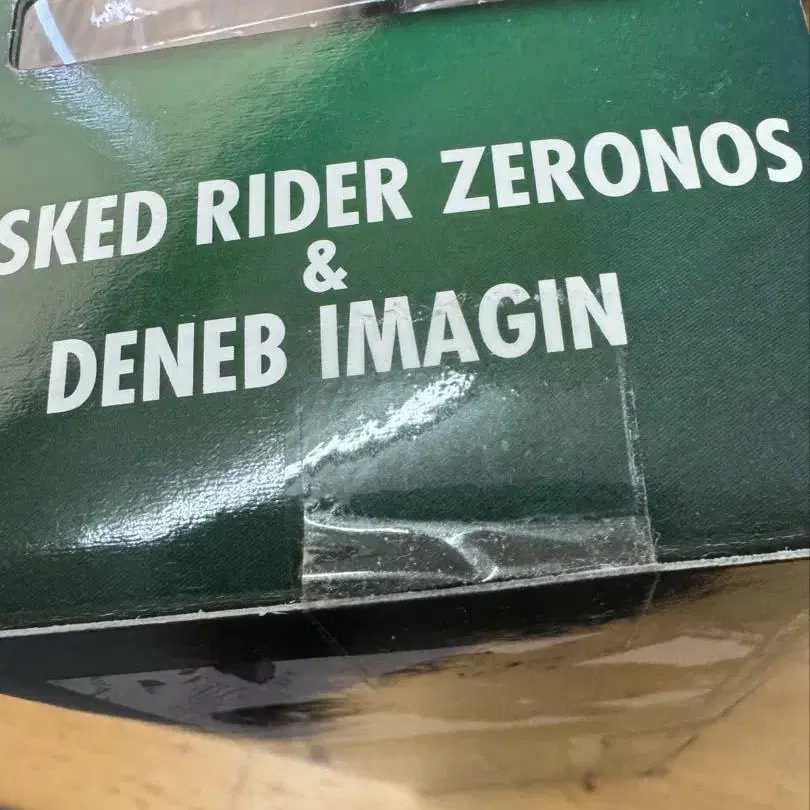 SKED RIDER ZERONOS
&
DENEB IMAGIN